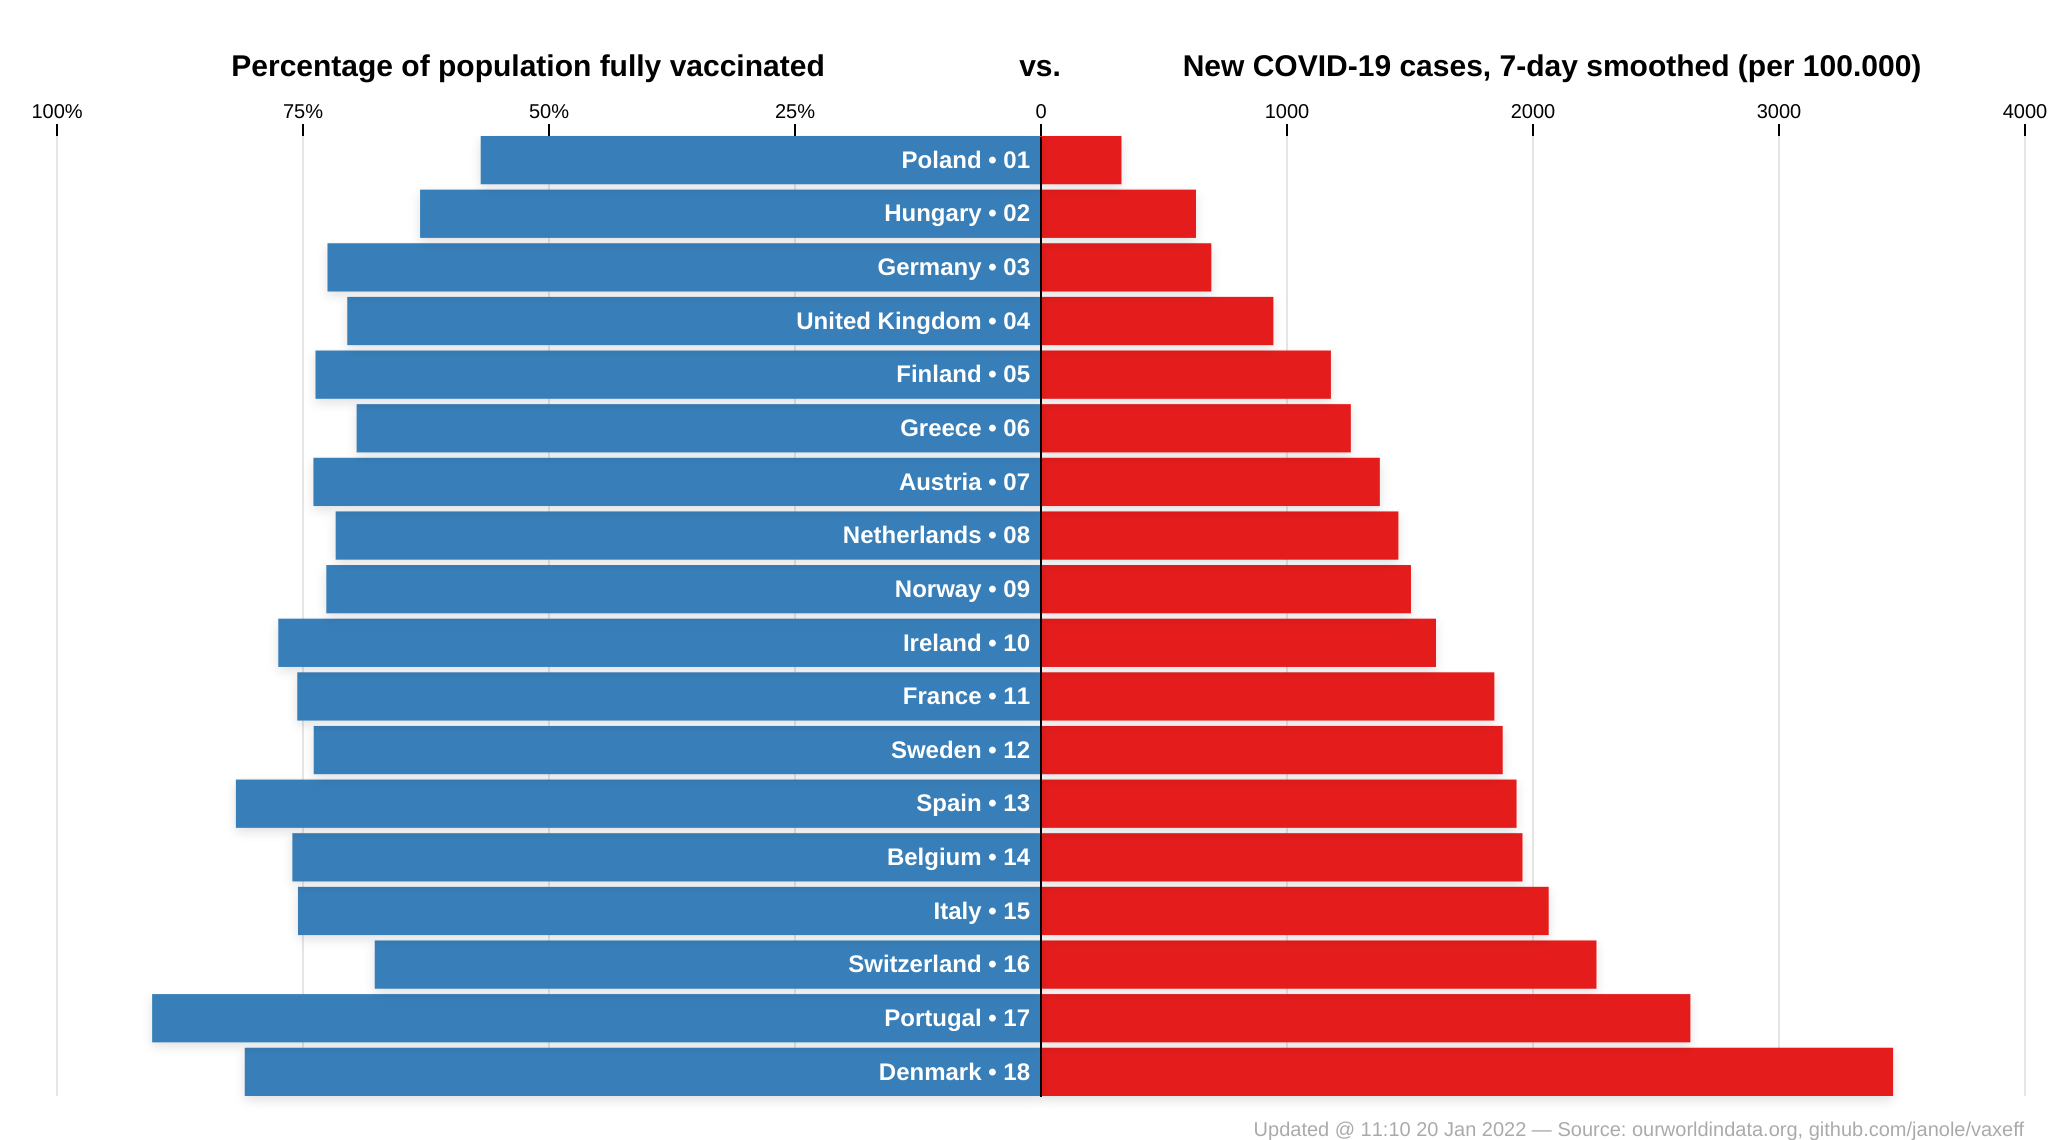 Percentage of population fully vaccinated vs. New COVID-19 cases, 7-day smoothed (per 100.000)
100% 75% 50% 25% 0 1000 2000 3000 4000
Poland • 01
Hungary • 02
Germany • 03
United Kingdom • 04
Finland • 05
Greece • 06
Austria • 07
Netherlands • 08
Norway • 09
Ireland • 10
France • 11
Sweden • 12
Spain • 13
Belgium • 14
Italy • 15
Switzerland • 16
Portugal • 17
Denmark • 18
Updated @ 11:10 20 Jan 2022 — Source: ourworldindata.org, github.com/janole/vaxeff